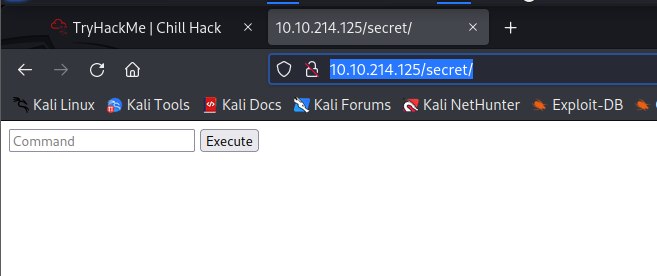 TryHackMe | Chill Hack
10.10.214.125/secret/
10.10.214.125/secret/
Kali Linux
Kali Tools
Kali Docs
Kali Forums
Kali NetHunter
Exploit-DB
Command
Execute